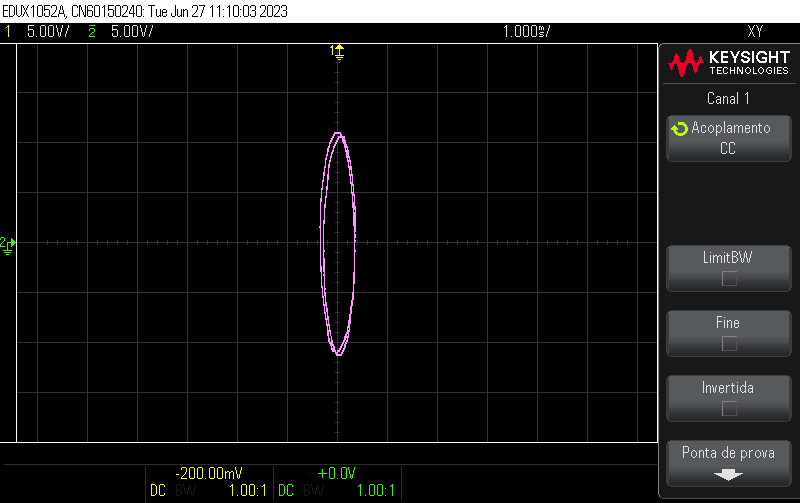 EDUX1052A, CN60150240: Tue Jun 27 11:10:03 2023
1 5.00V/ 2 5.00V/ 1.000ms/ XY
1
KEYSIGHT
TECHNOLOGIES
Canal 1
Acoplamento
CC
2
LimitBW
Fine
Invertida
Ponta de prova
-200.00mV +0.0V
DC BW 1.00:1 DC BW 1.00:1